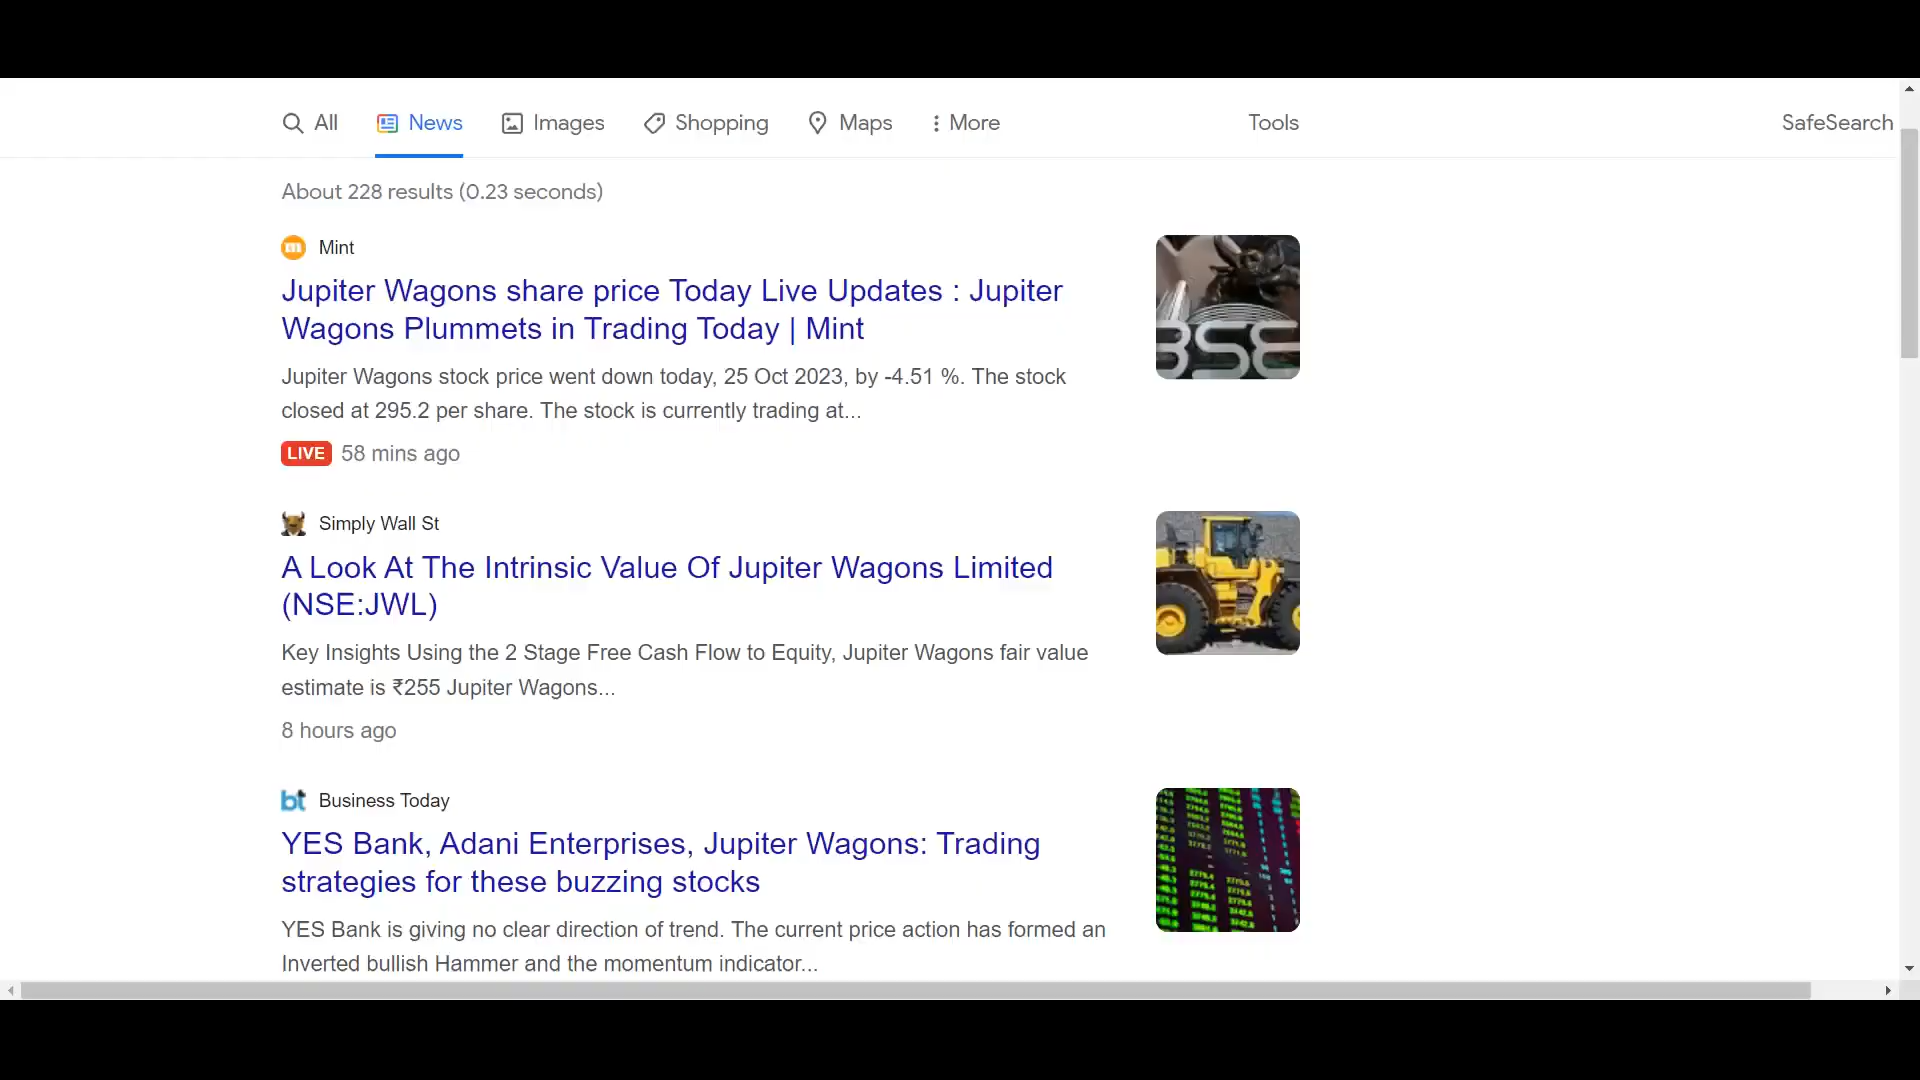 All News Images Shopping Maps More Tools SafeSearch
About 228 results (0.23 seconds)
Mint
Jupiter Wagons share price Today Live Updates : Jupiter
Wagons Plummets in Trading Today | Mint
Jupiter Wagons stock price went down today, 25 Oct 2023, by -4.51 %. The stock
closed at 295.2 per share. The stock is currently trading at...
LIVE 58 mins ago
BSE
Simply Wall St
A Look At The Intrinsic Value Of Jupiter Wagons Limited
(NSE:JWL)
Key Insights Using the 2 Stage Free Cash Flow to Equity, Jupiter Wagons fair value
estimate is ₹255 Jupiter Wagons...
8 hours ago
bt Business Today
YES Bank, Adani Enterprises, Jupiter Wagons: Trading
strategies for these buzzing stocks
YES Bank is giving no clear direction of trend. The current price action has formed an
Inverted bullish Hammer and the momentum indicator...